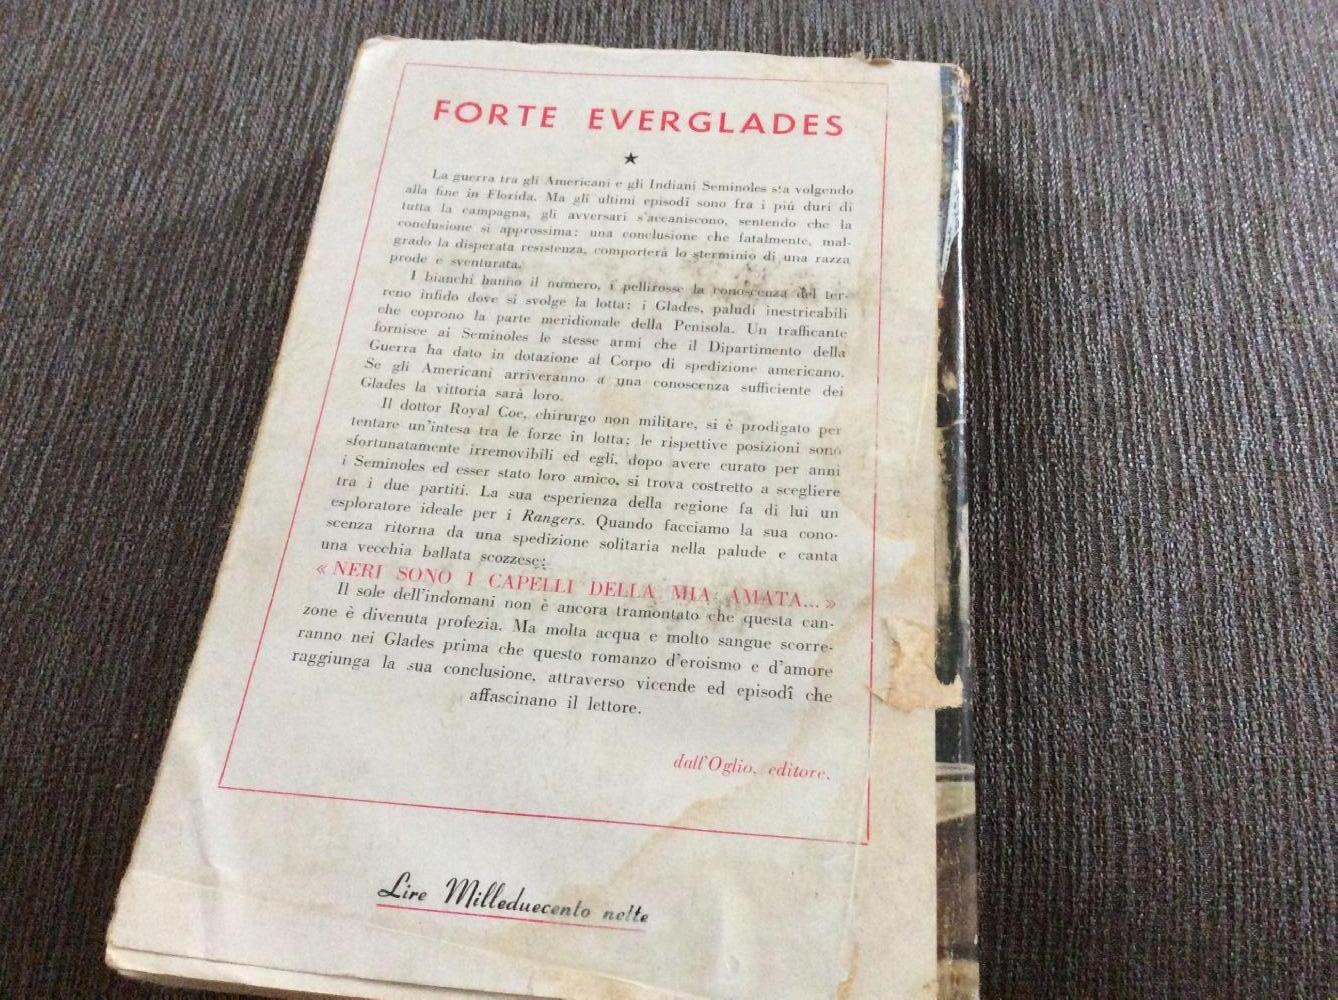 FORTE EVERGLADES
★
La guerra tra gli Americani e gli Indiani Seminoles sta volgendo
alla fine in Florida. Ma gli ultimi episodî sono fra i più duri di
tutta la campagna, gli avversari s'accaniscono, sentendo che la
conclusione si approssima: una conclusione che fatalmente, mal-
grado la disperata resistenza, comporterà lo sterminio di una razza
prode e sventurata.
I bianchi hanno il numero, i pellirosse la conoscenza del ter-
reno infido dove si svolge la lotta: i Glades, paludi inestricabili
che coprono la parte meridionale della Penisola. Un trafficante
fornisce ai Seminoles le stesse armi che il Dipartimento della
Guerra ha dato in dotazione al Corpo di spedizione americano.
Se gli Americani arriveranno a una conoscenza sufficiente dei
Glades la vittoria sarà loro.
Il dottor Royal Coe, chirurgo non militare, si è prodigato per
tentare un'intesa tra le forze in lotta; le rispettive posizioni sono
sfortunatamente irremovibili ed egli, dopo avere curato per anni
i Seminoles ed esser stato loro amico, si trova costretto a scegliere
tra i due partiti. La sua esperienza della regione fa di lui un
esploratore ideale per i Rangers. Quando facciamo la sua cono-
scenza ritorna da una spedizione solitaria nella palude e canta
una vecchia ballata scozzese:
« NERI SONO I CAPELLI DELLA MIA AMATA... »
Il sole dell'indomani non è ancora tramontato che questa can-
zone è divenuta profezia. Ma molta acqua e molto sangue scorre-
ranno nei Glades prima che questo romanzo d'eroismo e d'amore
raggiunga la sua conclusione, attraverso vicende ed episodî che
affascinano il lettore.
dall'Oglio, editore.
Lire Milleduecento nette